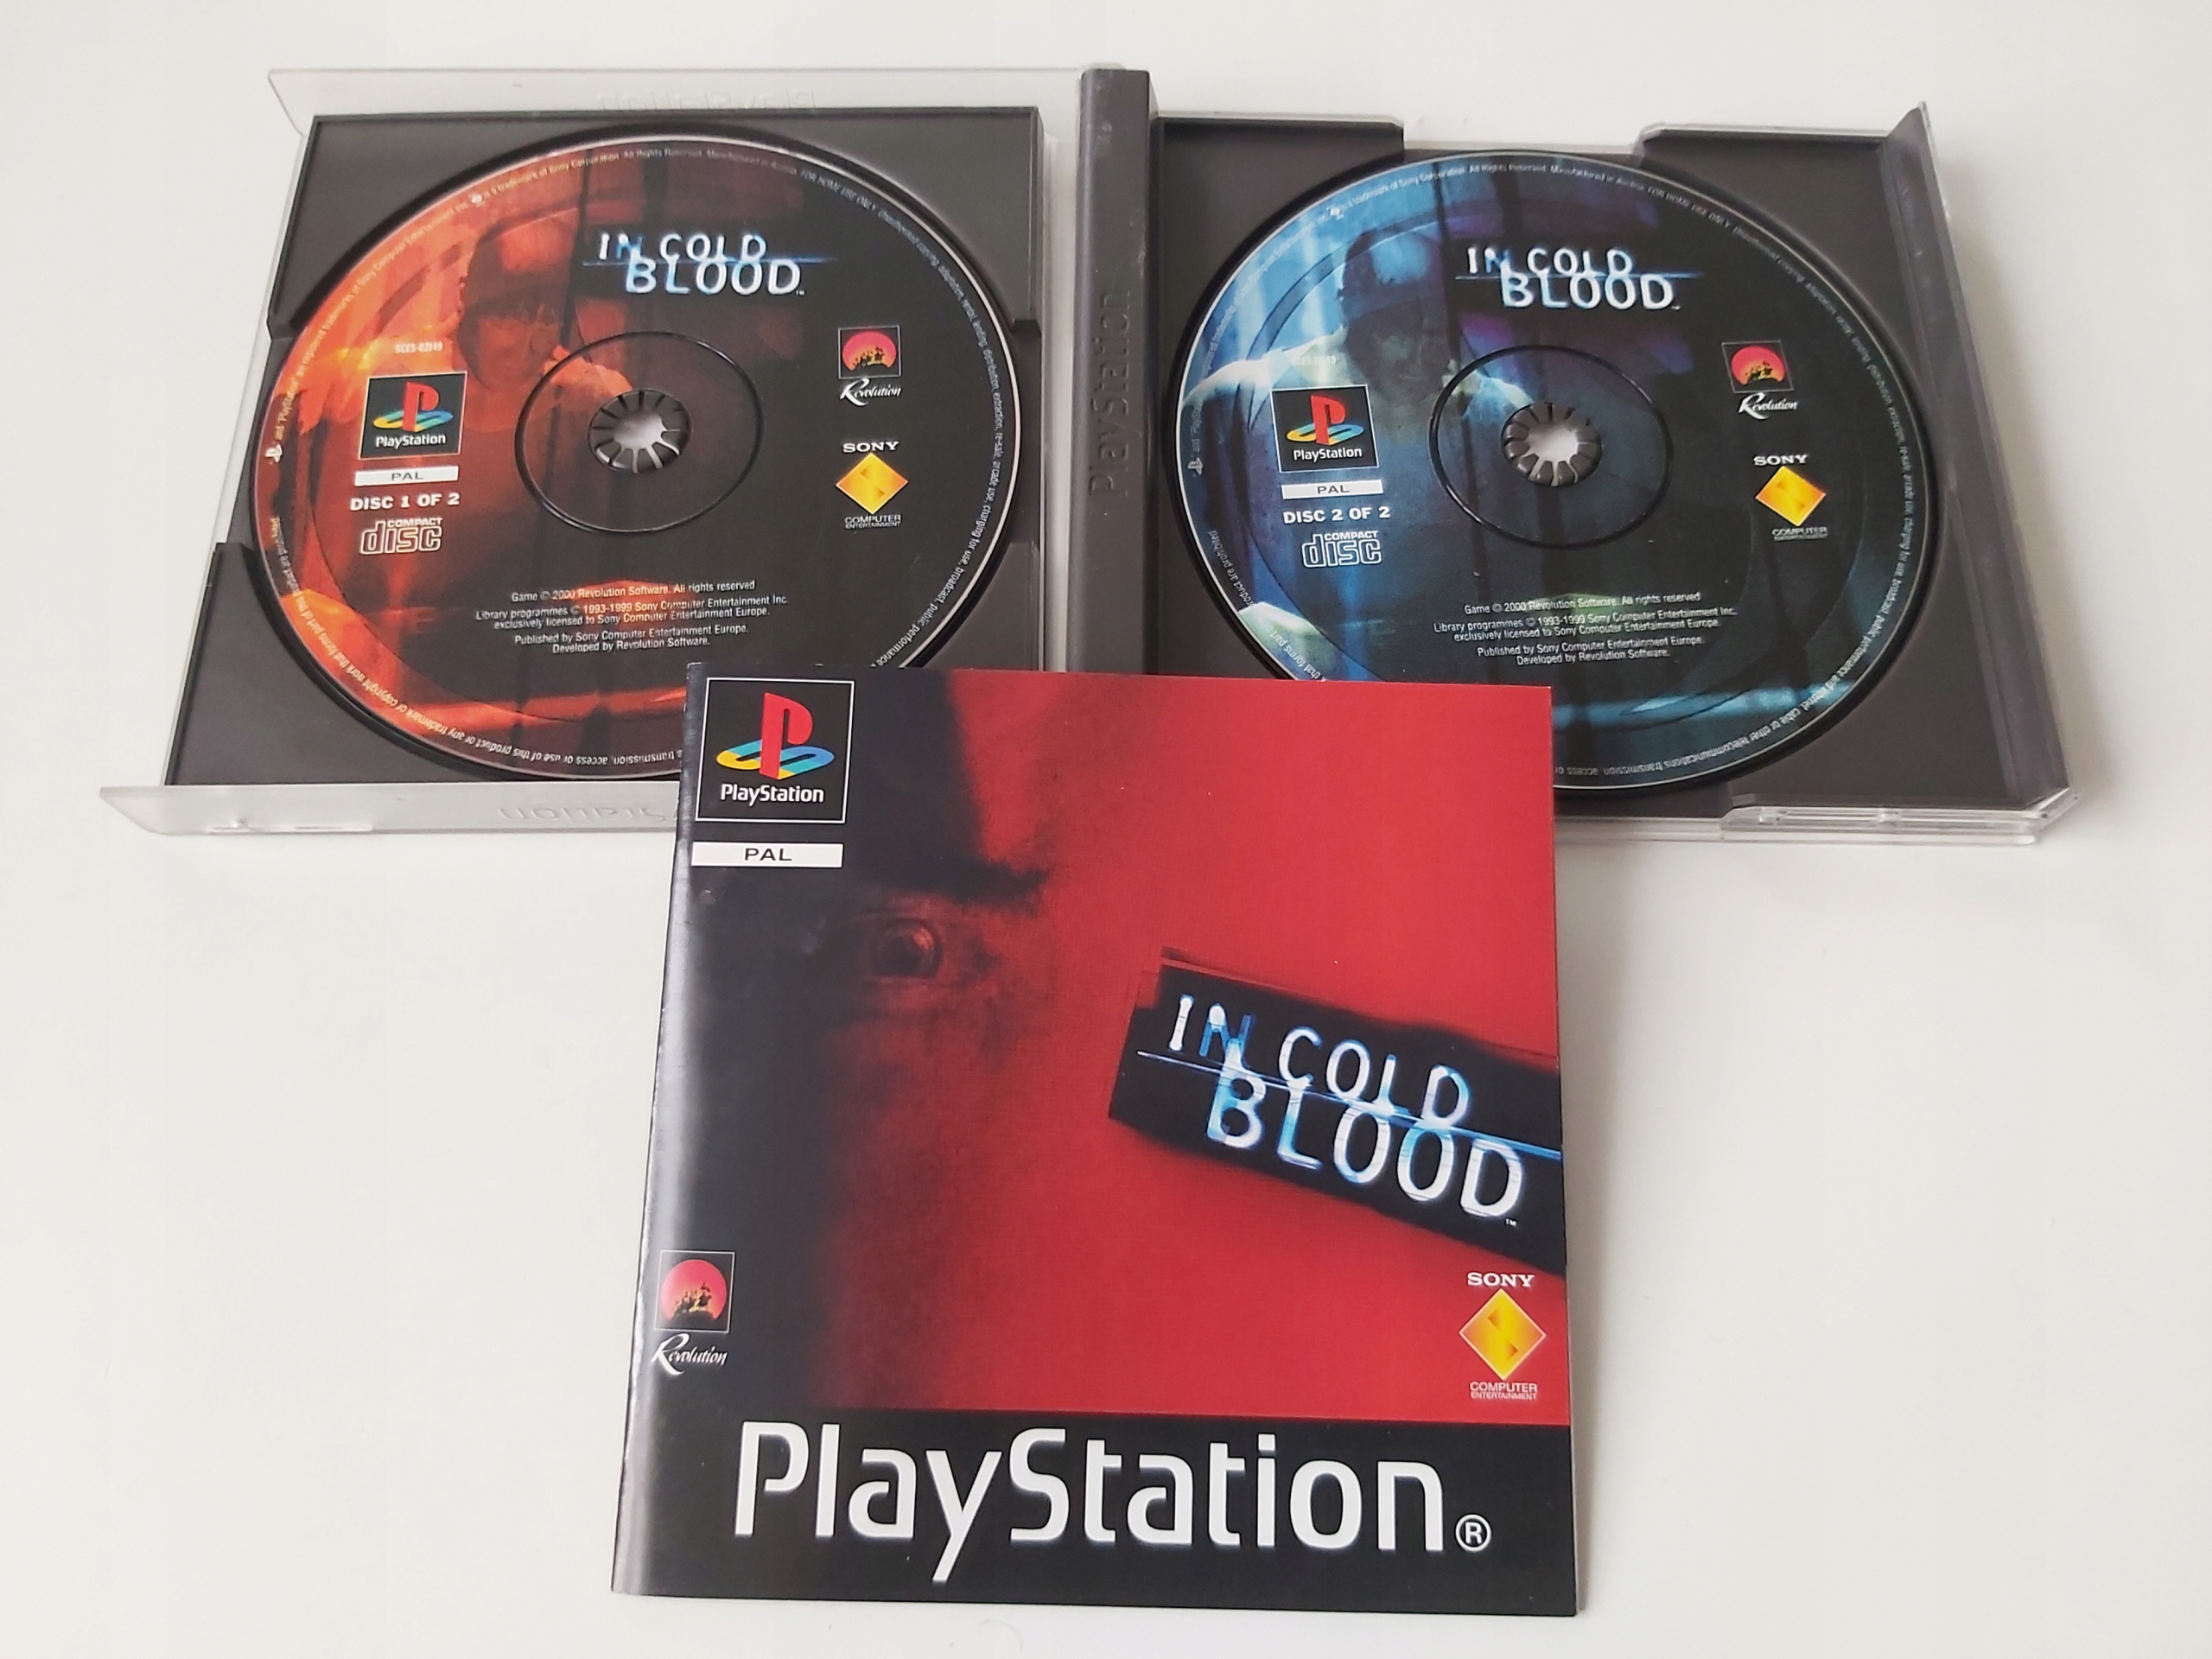 IN COLD
BLOOD
Revolution
PlayStation
PAL
DISC 1 OF 2
COMPACT
disc
SONY
COMPUTER
ENTERTAINMENT
Game © 2000 Revolution Software. All rights reserved
Library programmes © 1993-1999 Sony Computer Entertainment Inc.
exclusively licensed to Sony Computer Entertainment Europe.
Published by Sony Computer Entertainment Europe.
Developed by Revolution Software.
PlayStation
IN COLD
BLOOD
Revolution
PlayStation
PAL
DISC 2 OF 2
COMPACT
disc
SONY
COMPUTER
ENTERTAINMENT
Game © 2000 Revolution Software. All rights reserved
Library programmes © 1993-1999 Sony Computer Entertainment Inc.
exclusively licensed to Sony Computer Entertainment Europe.
Published by Sony Computer Entertainment Europe.
Developed by Revolution Software.
PlayStation
PAL
IN COLD
BLOOD™
Revolution
SONY
COMPUTER
ENTERTAINMENT
PlayStation®